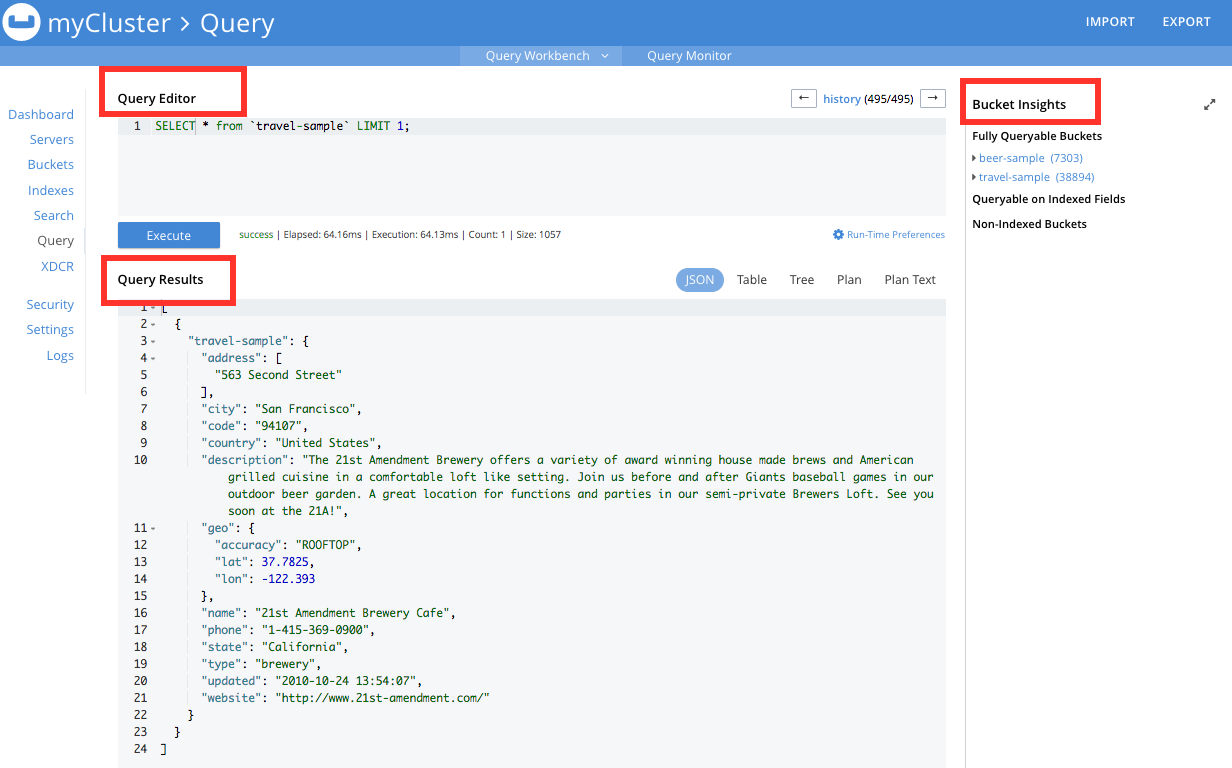 myCluster > Query
IMPORT EXPORT
Query Workbench Query Monitor
Dashboard
Servers
Buckets
Indexes
Search
Query
XDCR
Security
Settings
Logs
Query Editor
← history (495/495) →
1 SELECT * from `travel-sample` LIMIT 1;
Execute success | Elapsed: 64.16ms | Execution: 64.13ms | Count: 1 | Size: 1057 Run-Time Preferences
Query Results JSON Table Tree Plan Plan Text
1 [
2 {
3 "travel-sample": {
4 "address": [
5 "563 Second Street"
6 ],
7 "city": "San Francisco",
8 "code": "94107",
9 "country": "United States",
10 "description": "The 21st Amendment Brewery offers a variety of award winning house made brews and American
grilled cuisine in a comfortable loft like setting. Join us before and after Giants baseball games in our
outdoor beer garden. A great location for functions and parties in our semi-private Brewers Loft. See you
soon at the 21A!",
11 "geo": {
12 "accuracy": "ROOFTOP",
13 "lat": 37.7825,
14 "lon": -122.393
15 },
16 "name": "21st Amendment Brewery Cafe",
17 "phone": "1-415-369-0900",
18 "state": "California",
19 "type": "brewery",
20 "updated": "2010-10-24 13:54:07",
21 "website": "http://www.21st-amendment.com/"
22 }
23 }
24 ]
Bucket Insights
Fully Queryable Buckets
beer-sample (7303)
travel-sample (38894)
Queryable on Indexed Fields
Non-Indexed Buckets